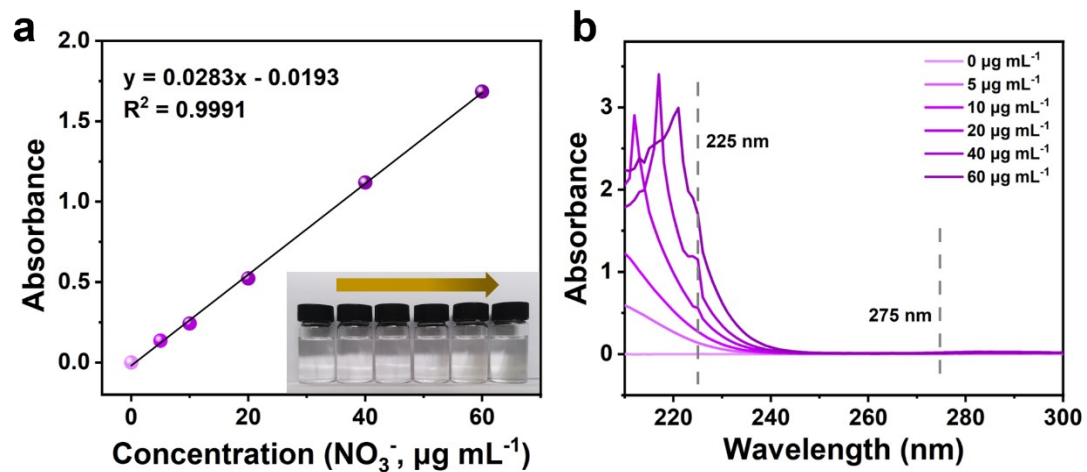 a
2.0
1.5
1.0
0.5
0.0
Absorbance
y = 0.0283x - 0.0193
R² = 0.9991
0 20 40 60
Concentration (NO₃⁻, µg mL⁻¹)
b
3
2
1
0
Absorbance
0 µg mL⁻¹
5 µg mL⁻¹
10 µg mL⁻¹
20 µg mL⁻¹
40 µg mL⁻¹
60 µg mL⁻¹
225 nm
275 nm
220 240 260 280 300
Wavelength (nm)